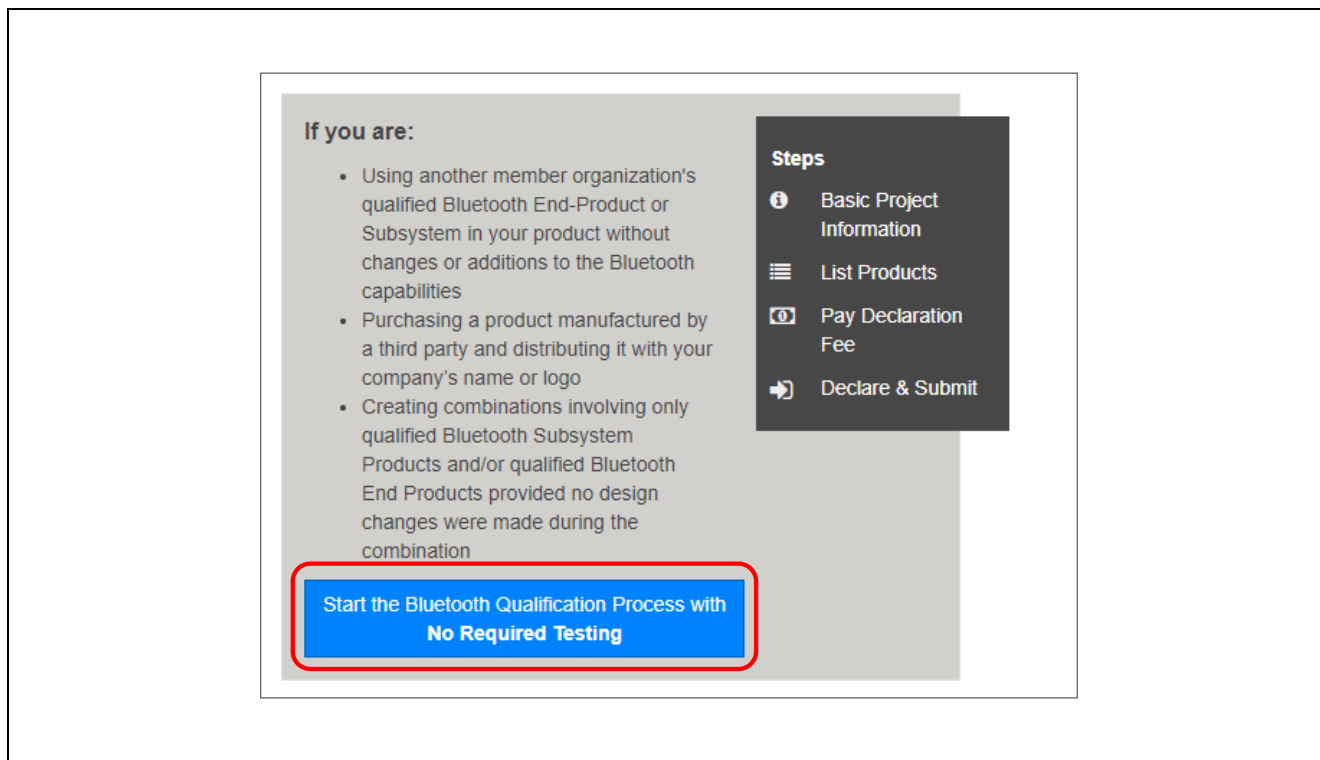 If you are:
• Using another member organization's
qualified Bluetooth End-Product or
Subsystem in your product without
changes or additions to the Bluetooth
capabilities
• Purchasing a product manufactured by
a third party and distributing it with your
company's name or logo
• Creating combinations involving only
qualified Bluetooth Subsystem
Products and/or qualified Bluetooth
End Products provided no design
changes were made during the
combination
Start the Bluetooth Qualification Process with
No Required Testing
Steps
Basic Project
Information
List Products
Pay Declaration
Fee
Declare & Submit